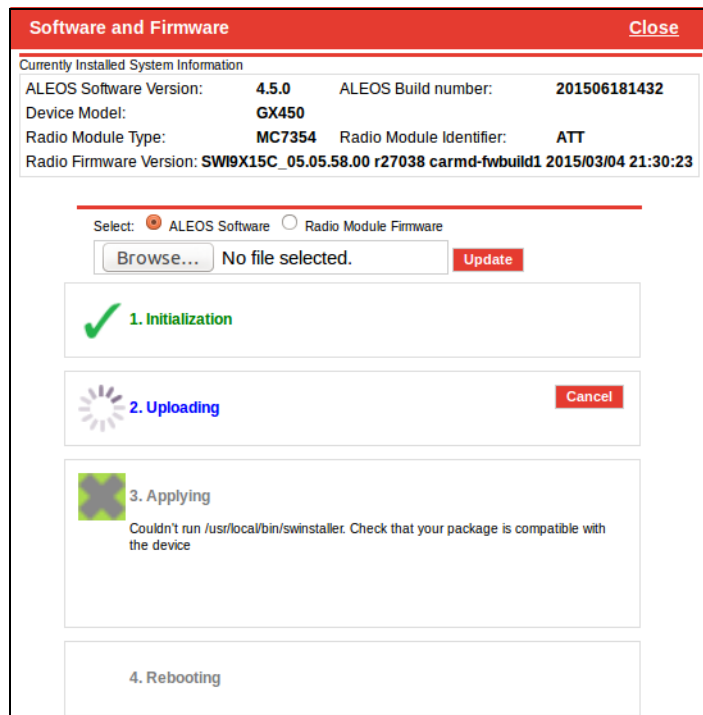 Software and Firmware Close
Currently Installed System Information
ALEOS Software Version: 4.5.0 ALEOS Build number: 201506181432
Device Model: GX450
Radio Module Type: MC7354 Radio Module Identifier: ATT
Radio Firmware Version: SWI9X15C_05.05.58.00 r27038 carmd-fwbuild1 2015/03/04 21:30:23
Select: ALEOS Software Radio Module Firmware
Browse... No file selected. Update
1. Initialization
2. Uploading Cancel
3. Applying
Couldn't run /usr/local/bin/swinstaller. Check that your package is compatible with
the device
4. Rebooting